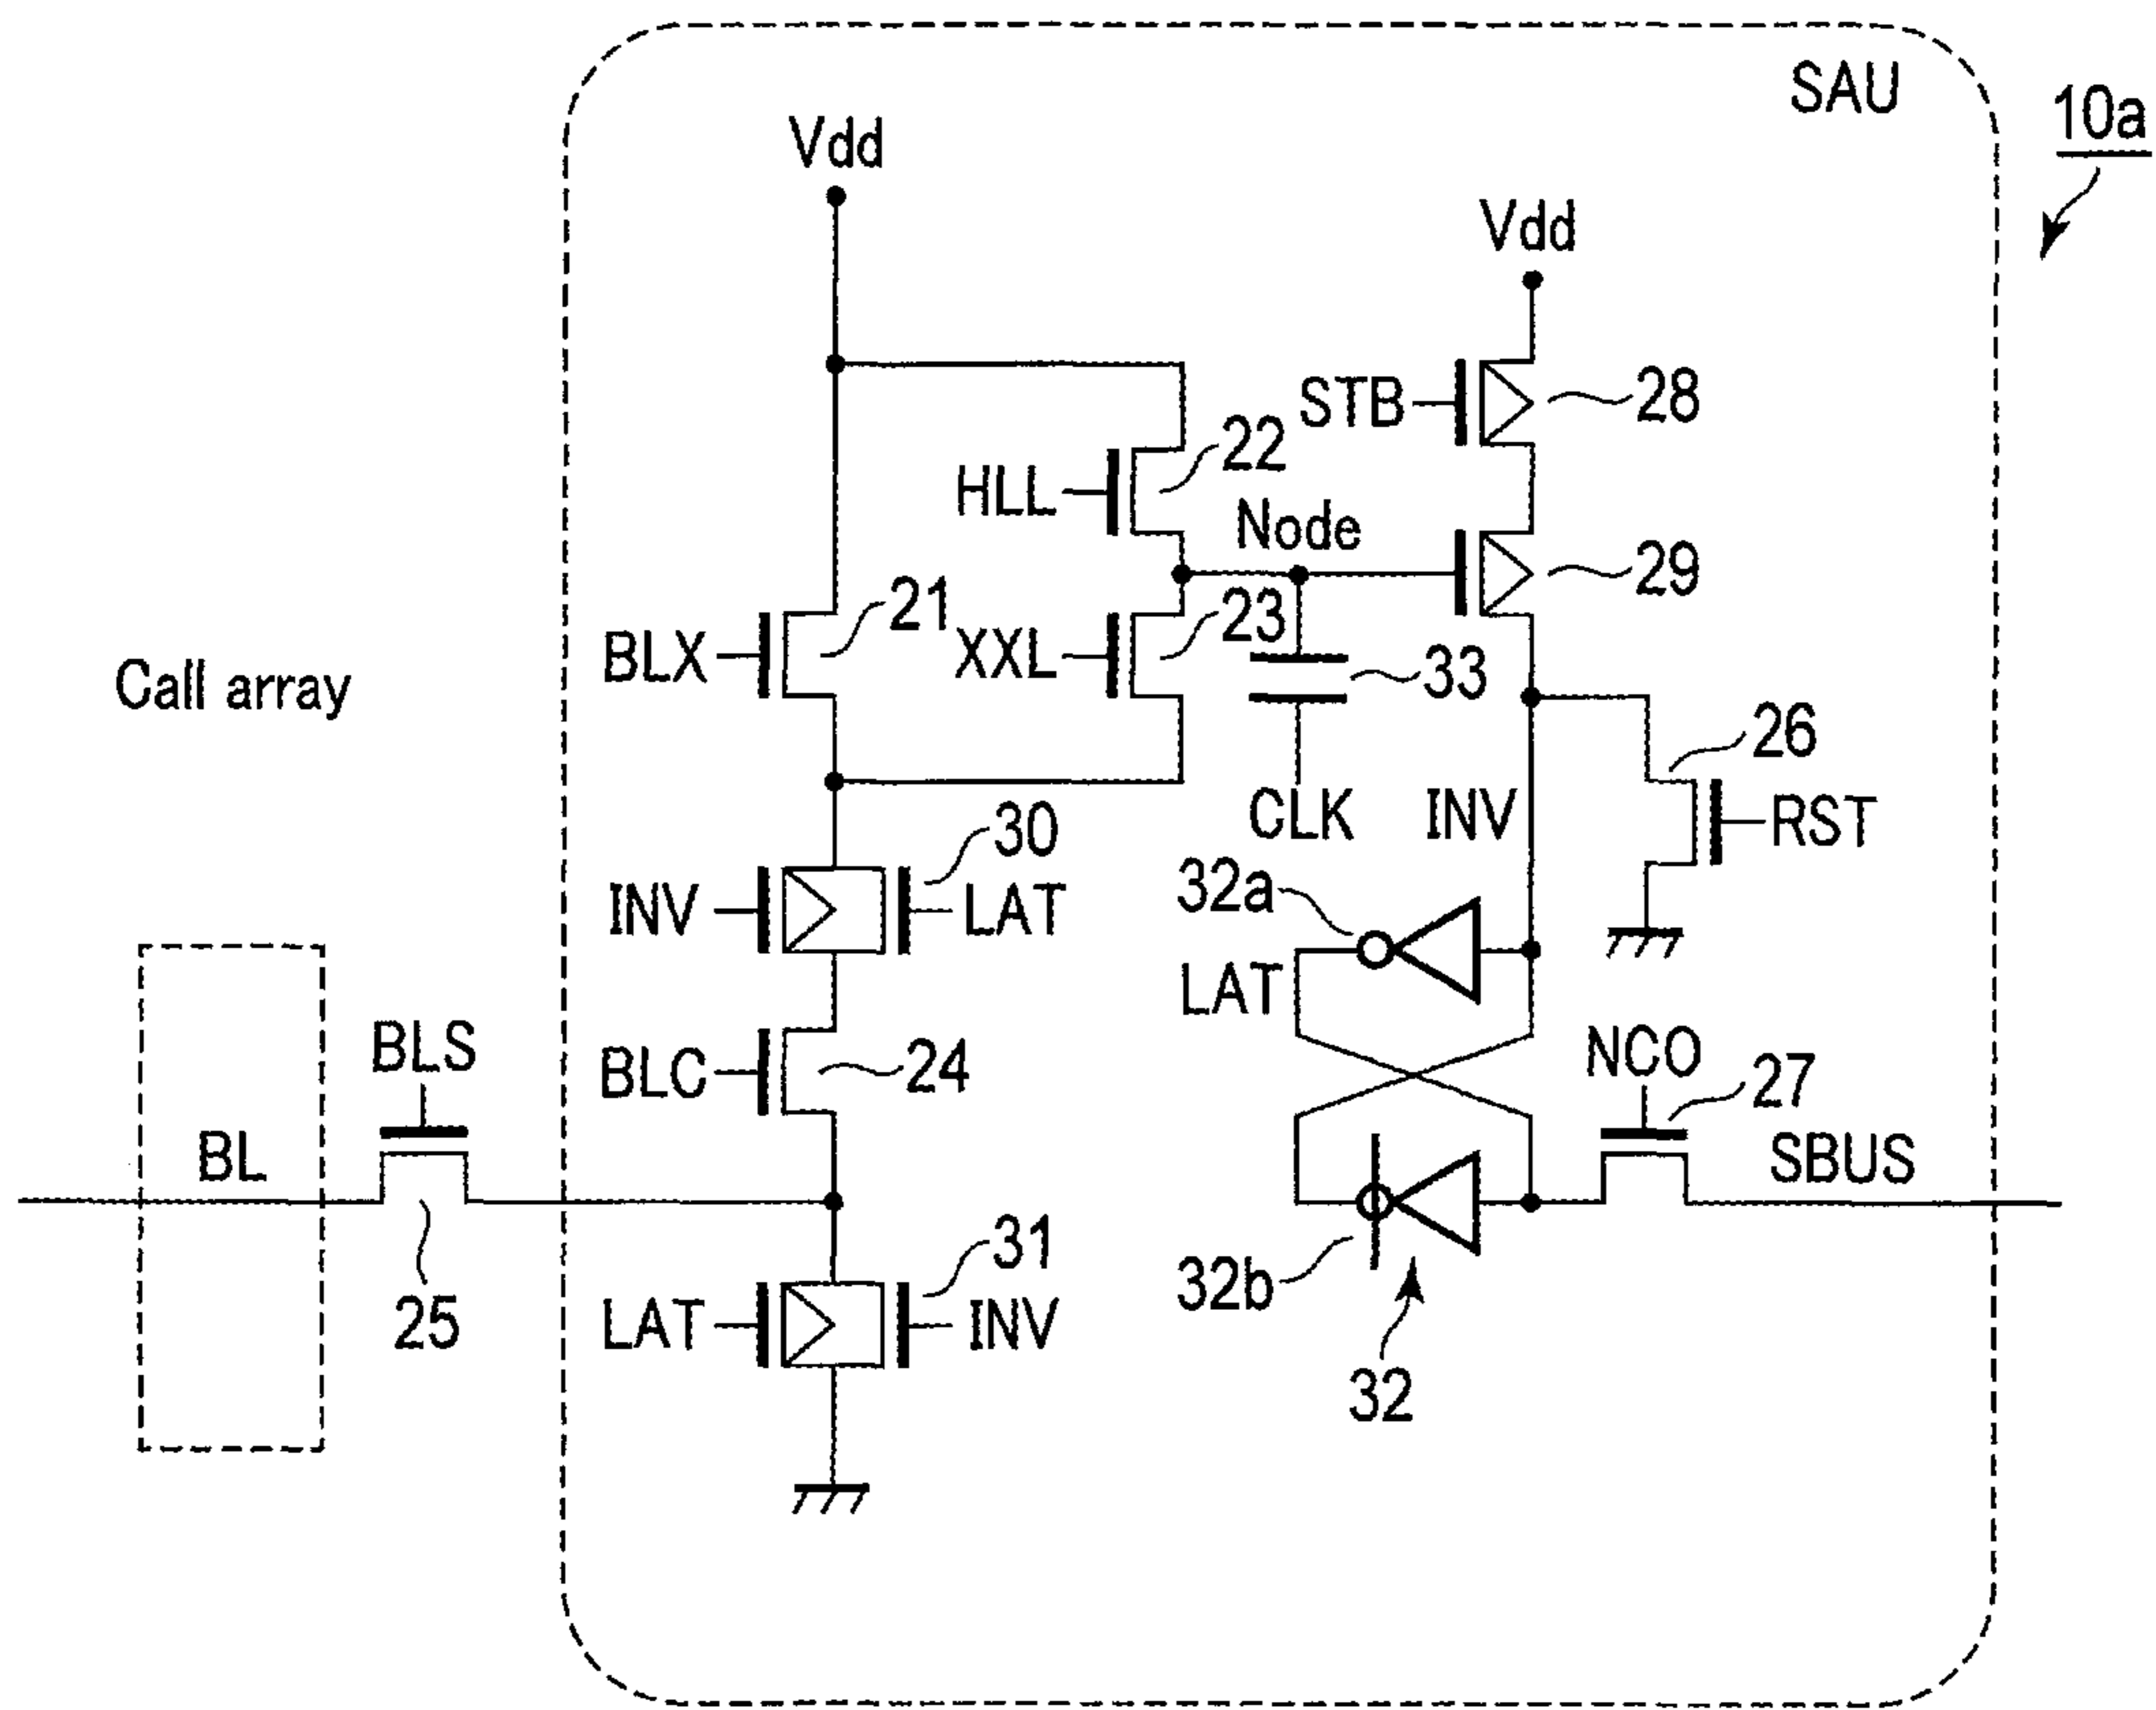 SAU
10a
Vdd
Vdd
STB
28
22
HLL
Node
29
21
23
BLX
XXL
33
Call array
26
CLK
INV
RST
30
32a
INV
LAT
LAT
BLS
BLC
24
NCO
27
BL
SBUS
31
32b
25
LAT
INV
32